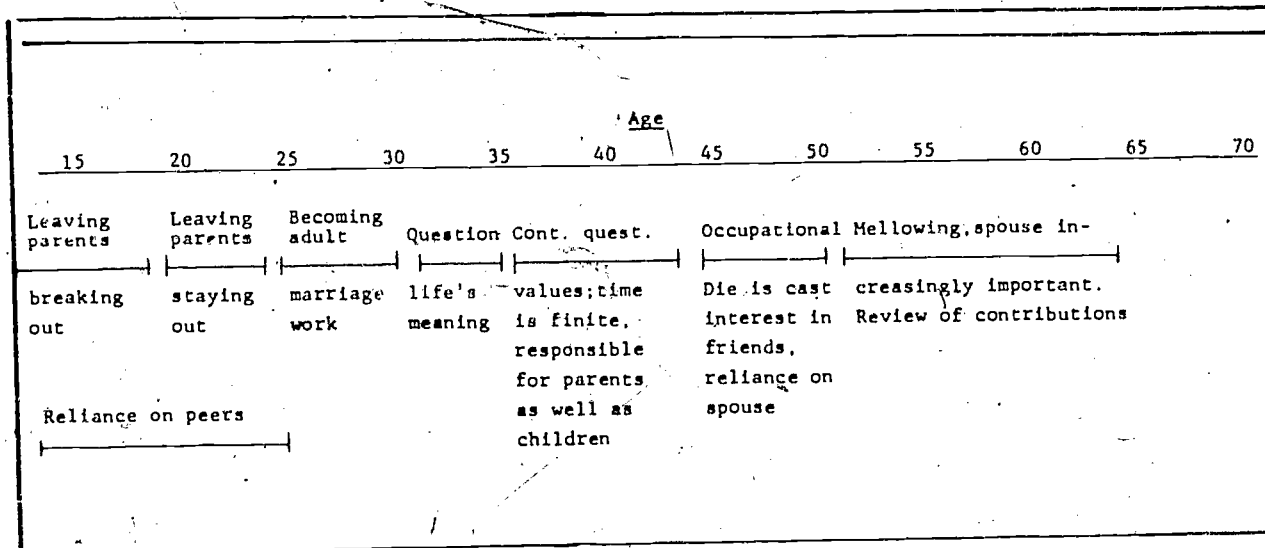 Age
15 20 25 30 35 40 45 50 55 60 65 70
Leaving parents
breaking out
Leaving parents
staying out
Becoming adult
marriage work
Question
life's meaning
Cont. quest.
values; time
is finite,
responsible
for parents
as well as
children
Occupational
Die is cast
interest in
friends,
reliance on
spouse
Mellowing, spouse in-
creasingly important.
Review of contributions
Reliance on peers